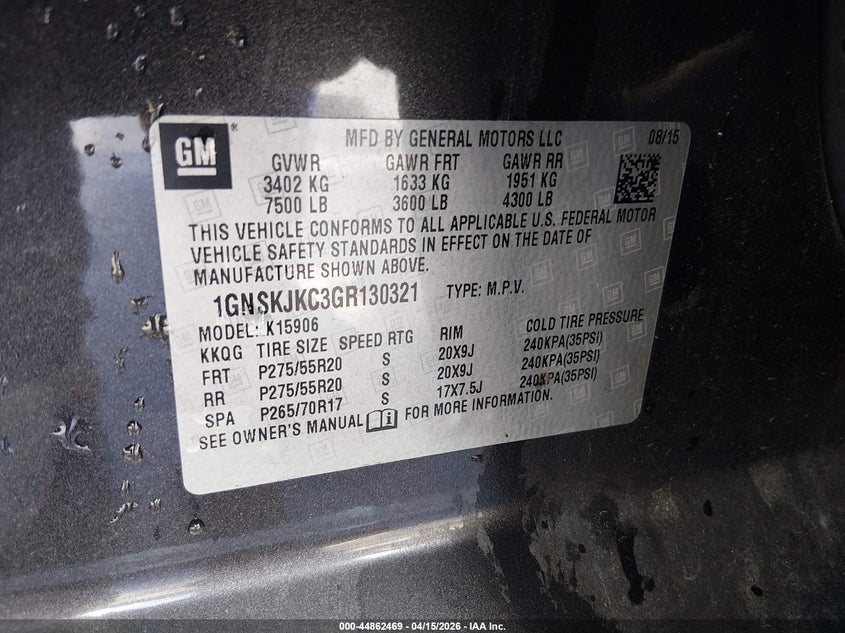 GM®
MFD BY GENERAL MOTORS LLC 08/15
GVWR GAWR FRT GAWR RR
3402 KG 1633 KG 1951 KG
7500 LB 3600 LB 4300 LB
THIS VEHICLE CONFORMS TO ALL APPLICABLE U.S. FEDERAL MOTOR
VEHICLE SAFETY STANDARDS IN EFFECT ON THE DATE OF
MANUFACTURE SHOWN ABOVE.
1GNSKJKC3GR130321 TYPE: M.P.V.
MODEL: K15906
KKQG TIRE SIZE SPEED RTG RIM COLD TIRE PRESSURE
FRT P275/55R20 S 20X9J 240KPA(35PSI)
RR P275/55R20 S 20X9J 240KPA(35PSI)
SPA P265/70R17 S 17X7.5J 240KPA(35PSI)
SEE OWNER'S MANUAL FOR MORE INFORMATION.
000-44862469 - 04/15/2026 - IAA Inc.